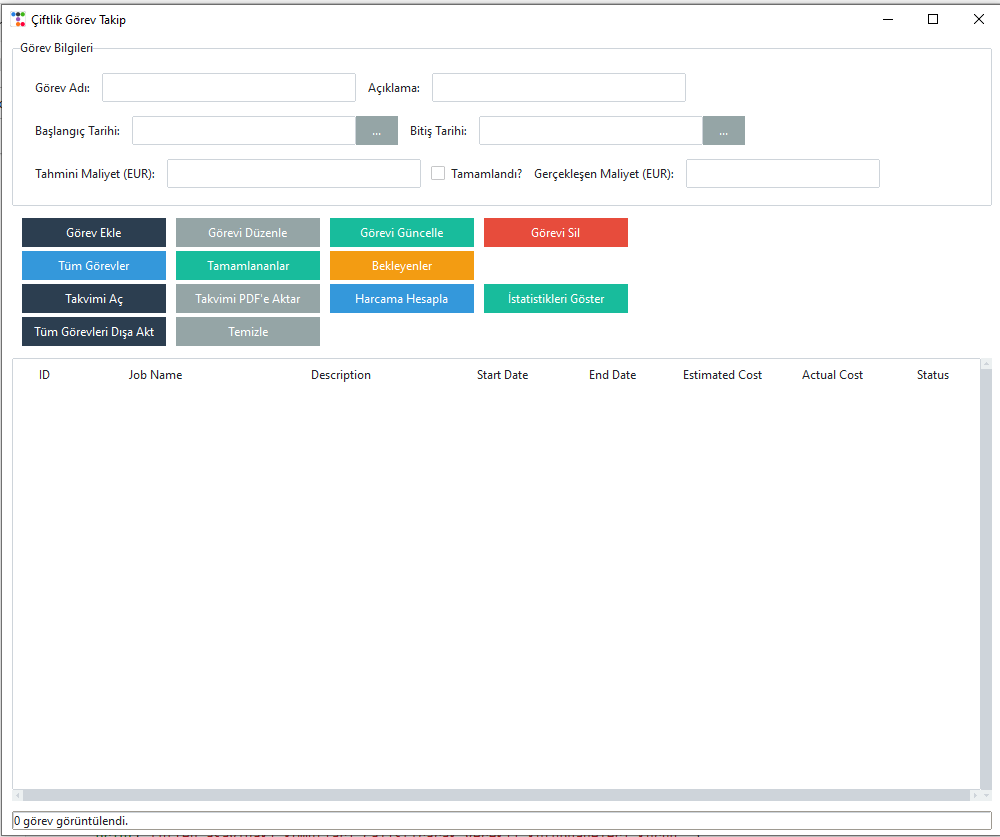 Çiftlik Görev Takip
Görev Bilgileri
Görev Adı: Açıklama:
Başlangıç Tarihi: ... Bitiş Tarihi: ...
Tahmini Maliyet (EUR): Tamamlandı? Gerçekleşen Maliyet (EUR):
Görev Ekle Görevi Düzenle Görevi Güncelle Görevi Sil
Tüm Görevler Tamamlananlar Bekleyenler
Takvimi Aç Takvimi PDF'e Aktar Harcama Hesapla İstatistikleri Göster
Tüm Görevleri Dışa Akt Temizle
ID Job Name Description Start Date End Date Estimated Cost Actual Cost Status
0 görev görüntülendi.